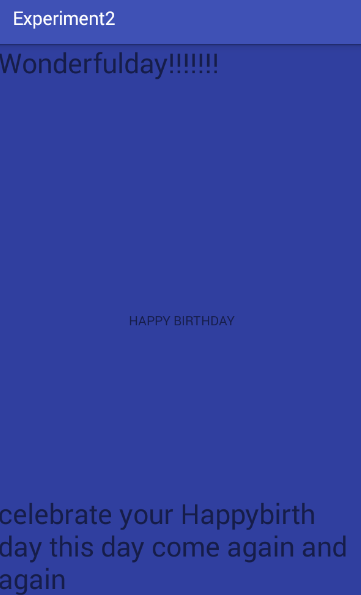 Experiment2
Wonderfulday!!!!!!!
HAPPY BIRTHDAY
celebrate your Happybirth
day this day come again and
again